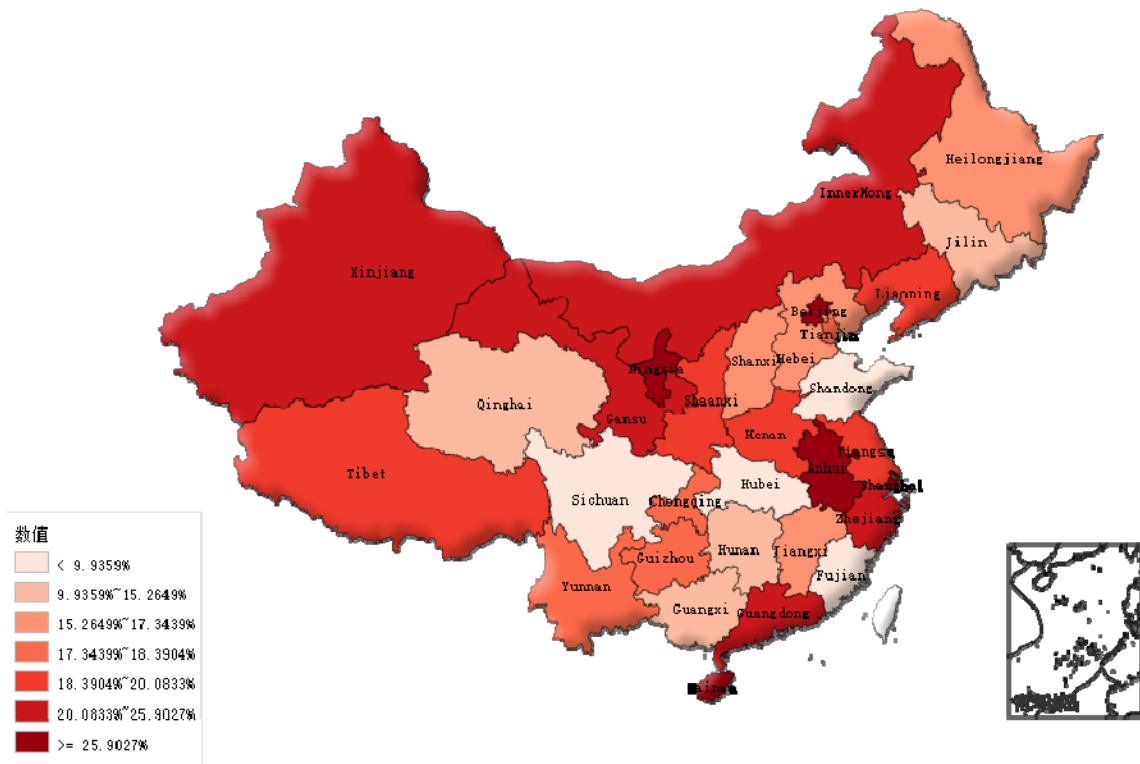 Heilongjiang
InnerMong
Jilin
Xinjiang
Liaoning
Beijing
Tianjin
Shanxi
Hebei
Ningxia
Shandong
Qinghai
Shaanxi
Gansu
Henan
Jiangsu
Tibet
Anhui
Shanghai
Hubei
Sichuan
Chongqing
Zhejiang
Hunan
Jiangxi
Guizhou
Fujian
Yunnan
Guangxi
Guangdong
Hainan
数值
< 9.9359%
9.9359%~15.2649%
15.2649%~17.3439%
17.3439%~18.3904%
18.3904%~20.0833%
20.0833%~25.9027%
>= 25.9027%